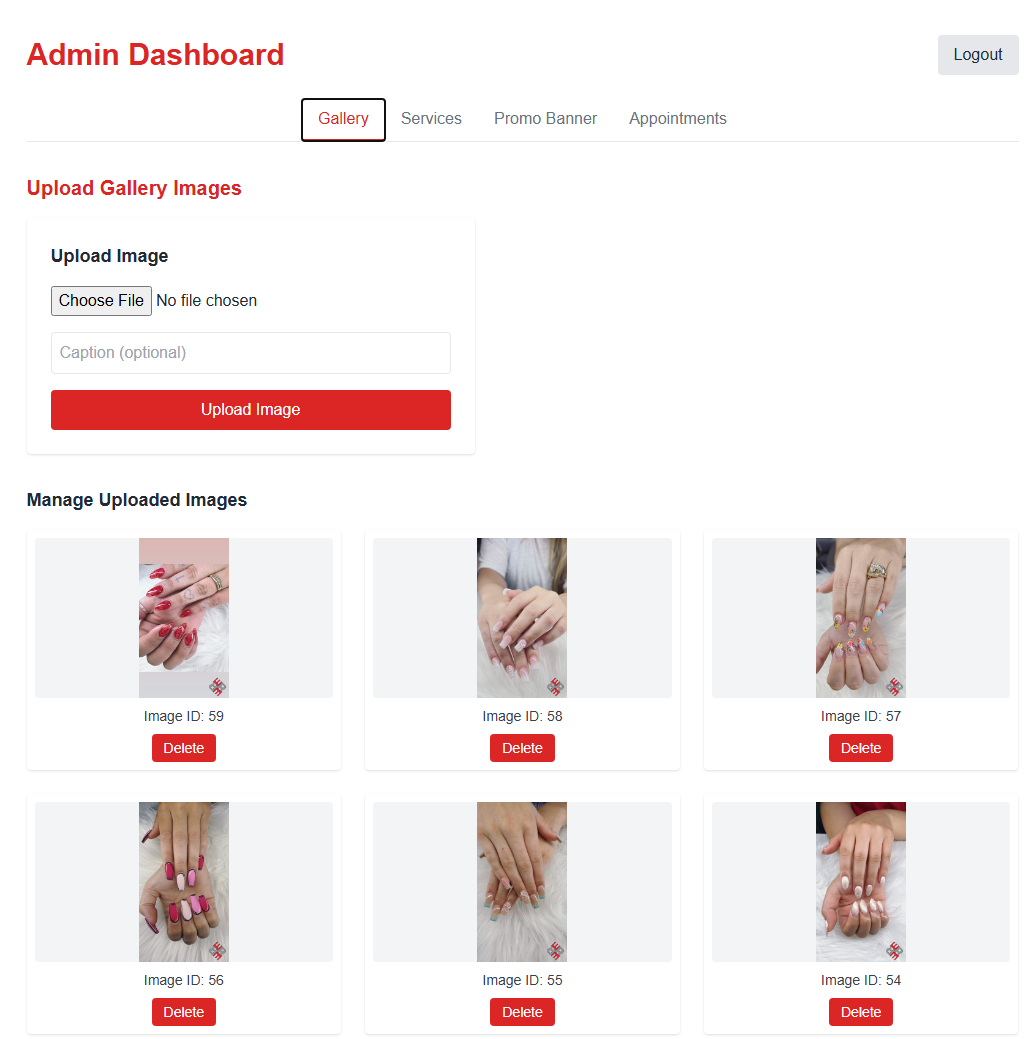 Admin Dashboard
Logout
Gallery Services Promo Banner Appointments
Upload Gallery Images
Upload Image
Choose File No file chosen
Caption (optional)
Upload Image
Manage Uploaded Images
Image ID: 59
Delete
Image ID: 58
Delete
Image ID: 57
Delete
Image ID: 56
Delete
Image ID: 55
Delete
Image ID: 54
Delete